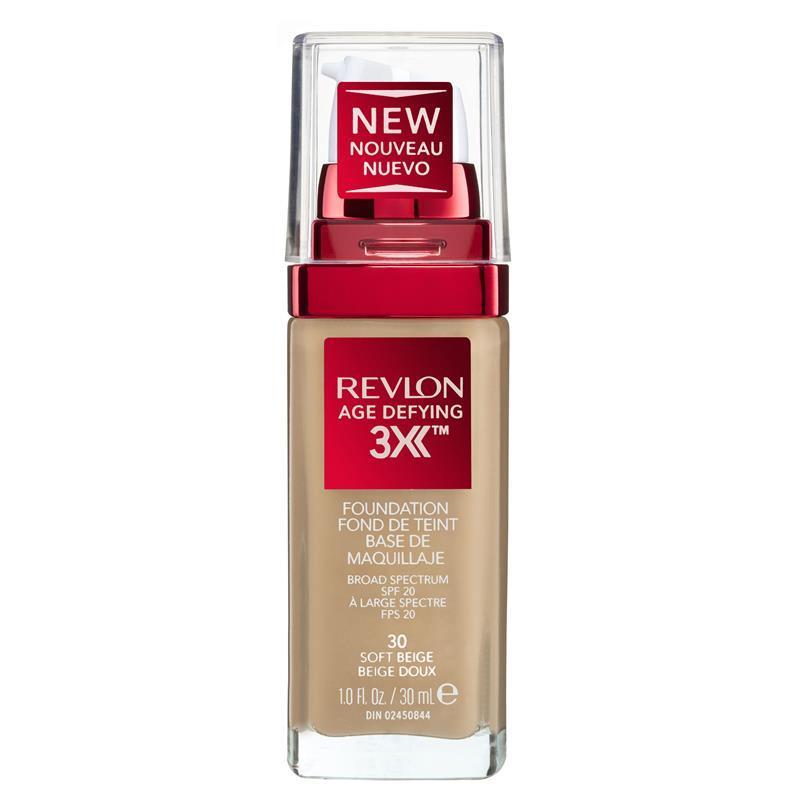 NEW
NOUVEAU
NUEVO
REVLON
AGE DEFYING
3X™
FOUNDATION
FOND DE TEINT
BASE DE
MAQUILLAJE
BROAD SPECTRUM
SPF 20
À LARGE SPECTRE
FPS 20
30
SOFT BEIGE
BEIGE DOUX
1.0 Fl. Oz. / 30 mL ℮
DIN 02450844